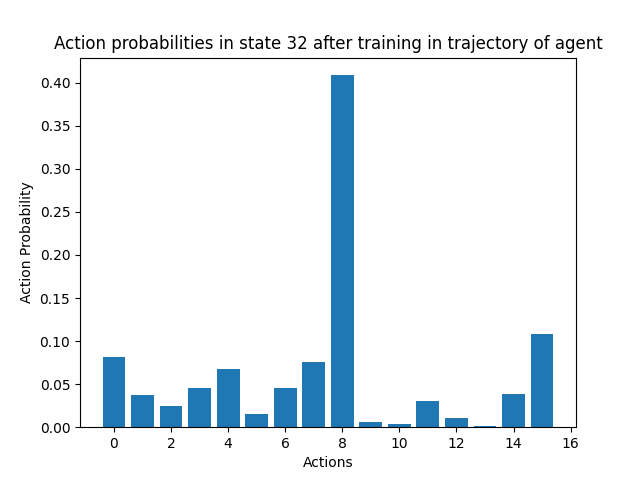 Action probabilities in state 32 after training in trajectory of agent
0.40
0.35
0.30
0.25
0.20
0.15
0.10
0.05
0.00
Action Probability
0 2 4 6 8 10 12 14 16
Actions